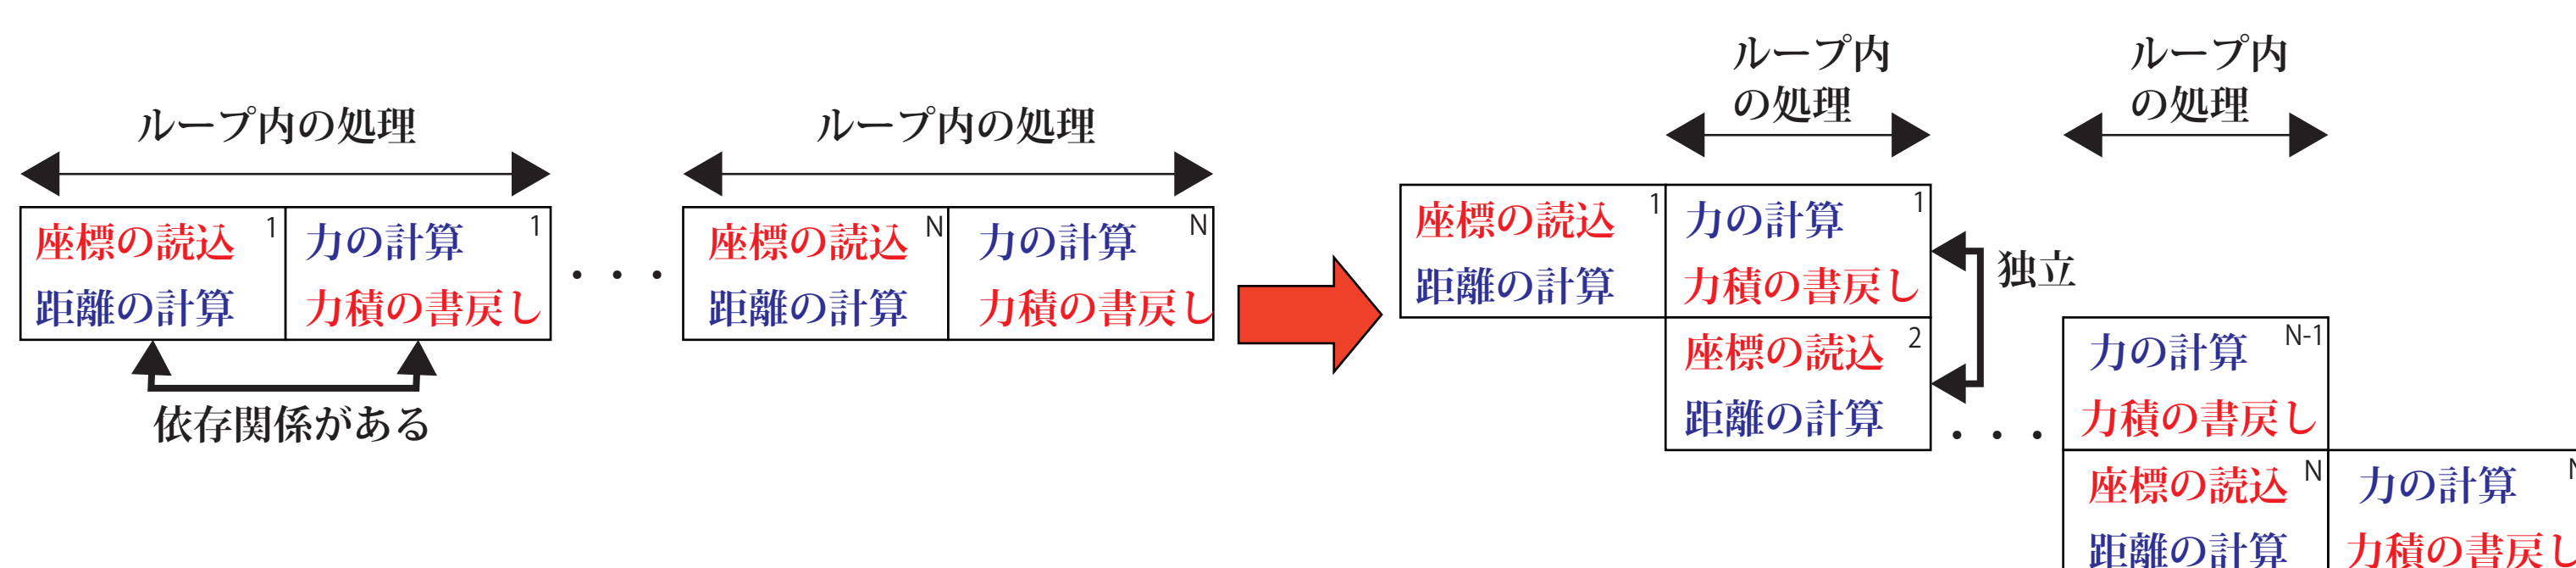 ループ内の処理
座標の読込 1
距離の計算
力の計算 1
力積の書戻し
依存関係がある
・・・
ループ内の処理
座標の読込 N
距離の計算
力の計算 N
力積の書戻し
ループ内
の処理
ループ内
の処理
座標の読込 1
距離の計算
力の計算 1
力積の書戻し
座標の読込 2
距離の計算
独立
・・・
力の計算 N-1
力積の書戻し
座標の読込 N
距離の計算
力の計算 N
力積の書戻し